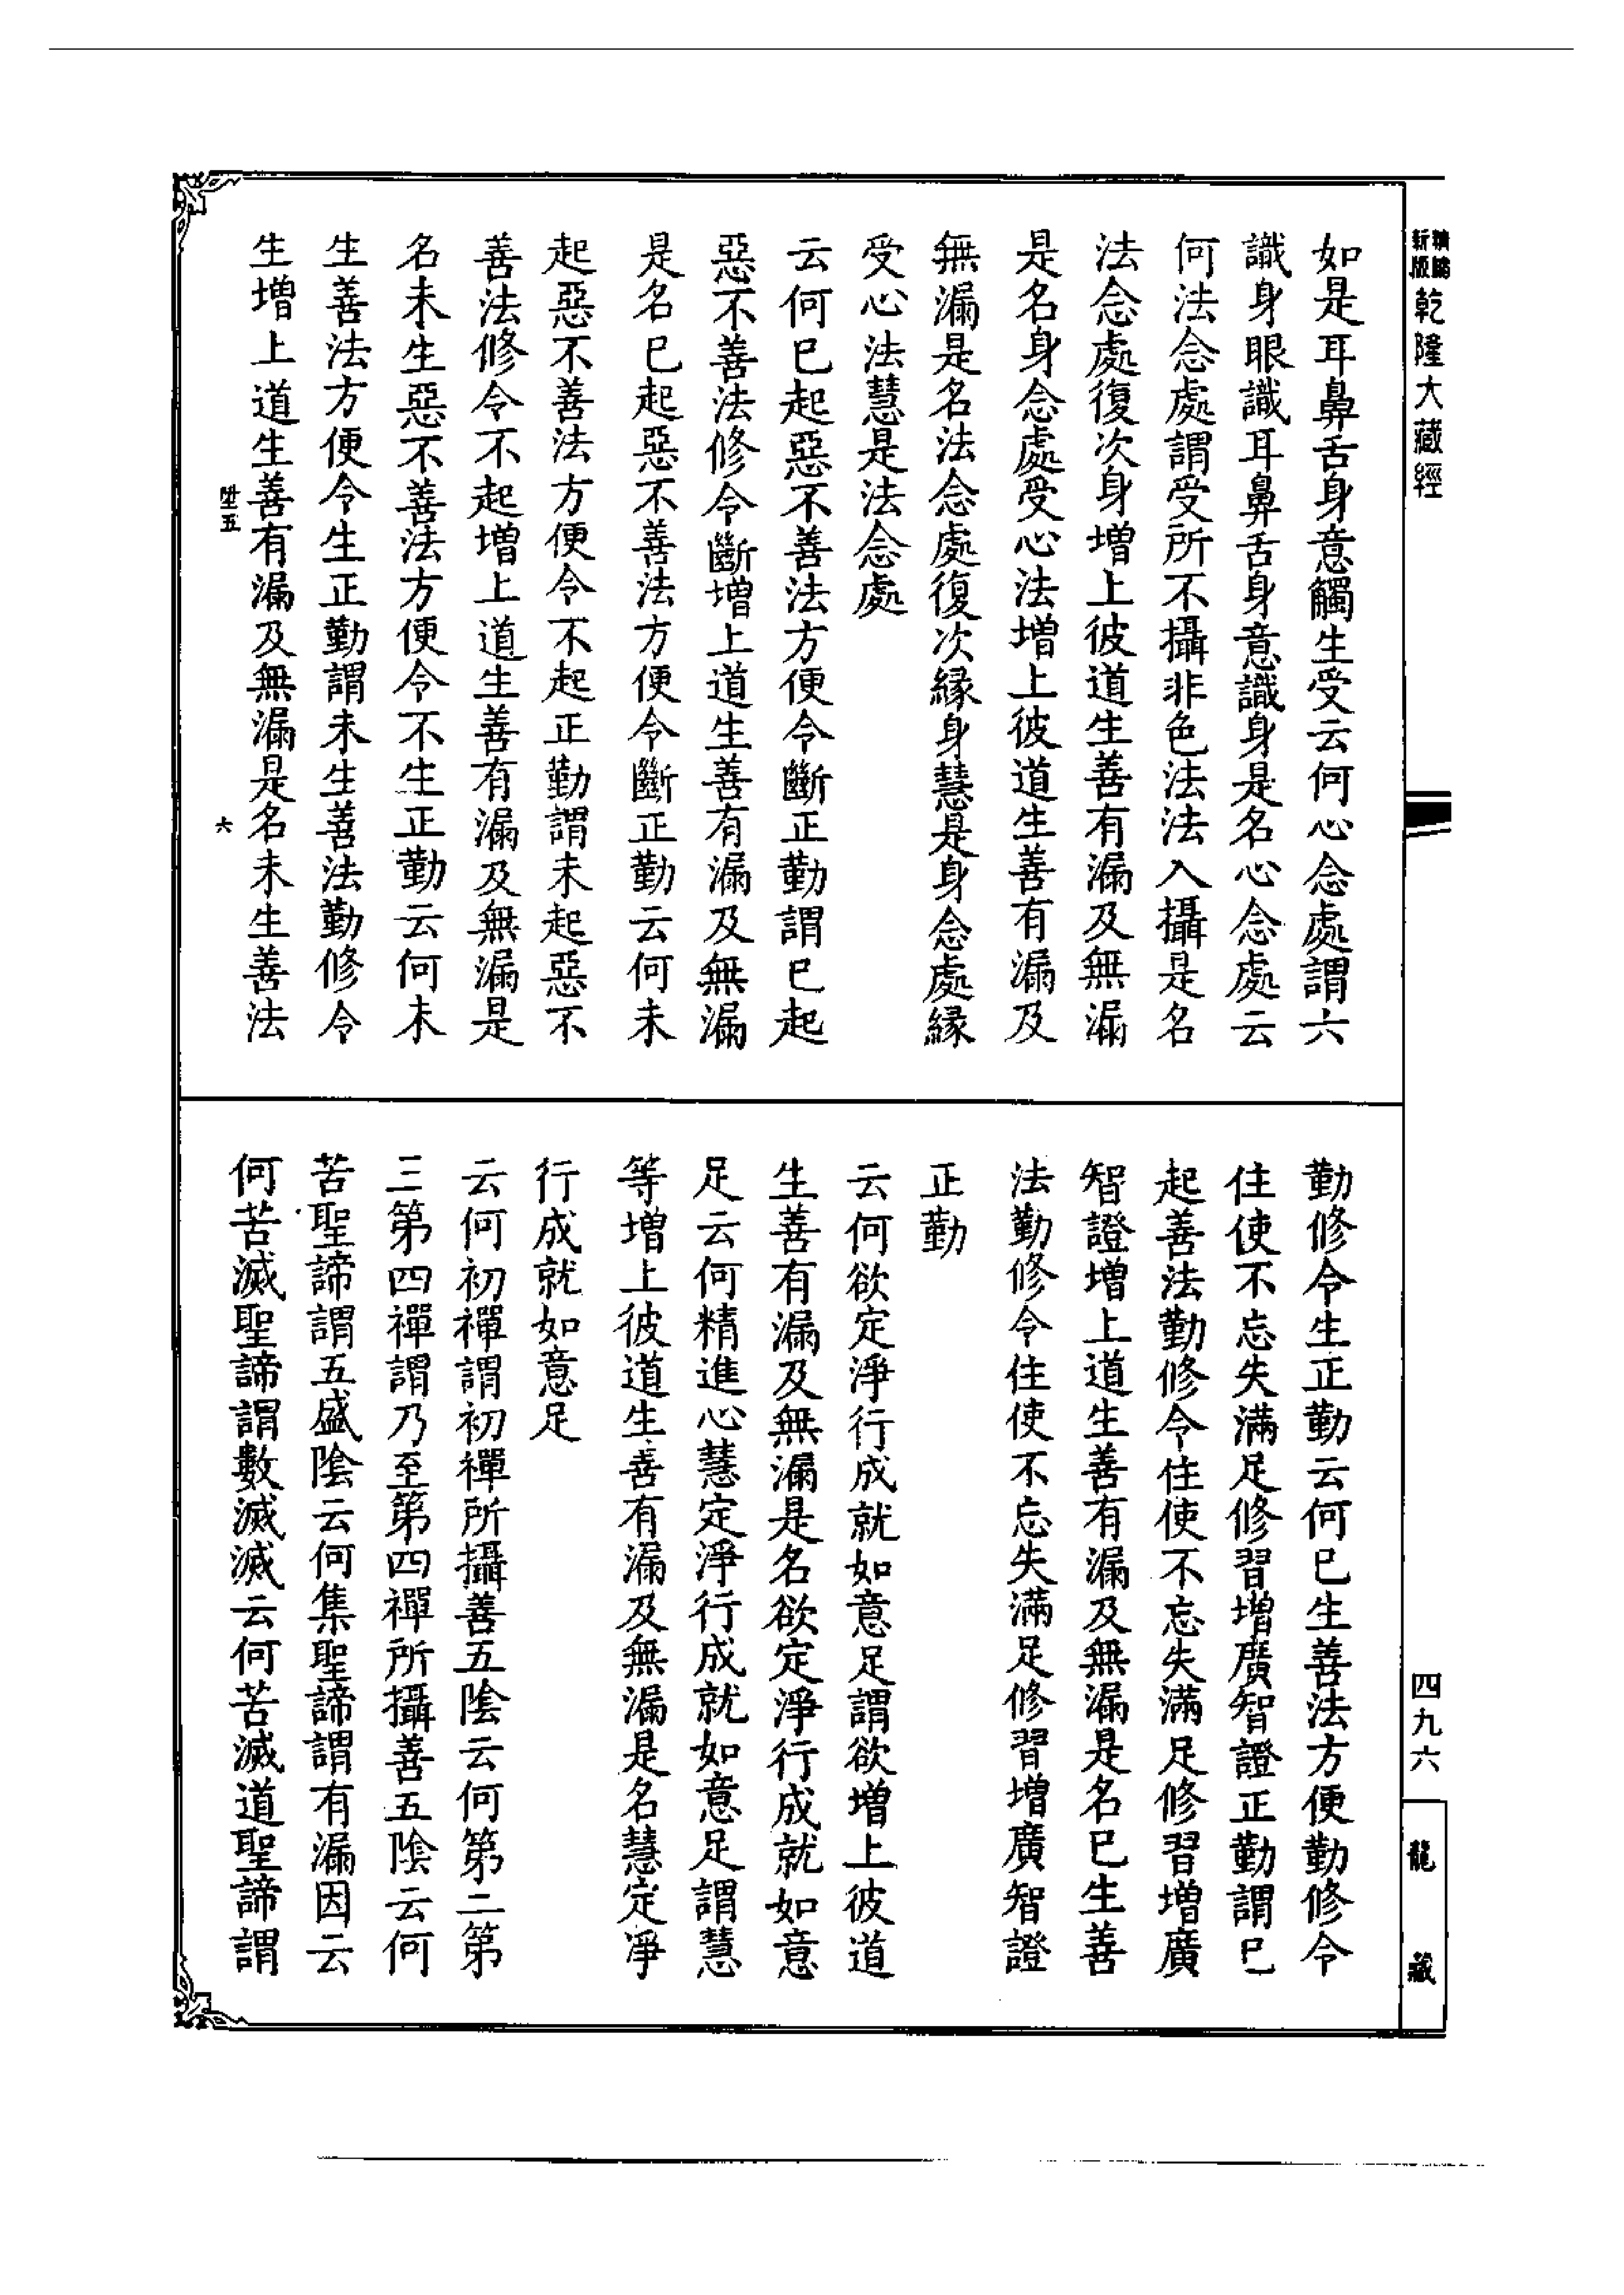 新版
乾隆大藏經
如是耳鼻舌身意觸生受云何心念處謂六
識身眼識耳鼻舌身意識身是名心念處云
何法念處謂受所不攝非色法法入攝是名
法念處復次身增上彼道生善有漏及無漏
是名身念處受心法增上彼道生善有漏及
無漏是名法念處復次緣身慧是身念處緣
受心法慧是法念處
云何已起惡不善法方便令斷正勤謂已起
惡不善法修令斷增上道生善有漏及無漏
是名已起惡不善法方便令斷正勤云何未
起惡不善法方便令不起正勤謂未起惡不
善法修令不起增上道生善有漏及無漏是
名未生惡不善法方便令不生正勤云何未
生善法方便令生正勤謂未生善法勤修令
生增上道生善有漏及無漏是名未生善法
六
勤修令生正勤云何已生善法方便勤修令
住使不忘失滿足修習增廣智證正勤謂已
起善法勤修令住使不忘失滿足修習增廣
智證增上道生善有漏及無漏是名已生善
法勤修令住使不忘失滿足修習增廣智證
正勤
云何欲定淨行成就如意足謂欲增上彼道
生善有漏及無漏是名欲定淨行成就如意
足云何精進心慧定淨行成就如意足謂慧
等增上彼道生善有漏及無漏是名慧定淨
行成就如意足
云何初禪謂初禪所攝善五陰云何第二第
三第四禪謂乃至第四禪所攝善五陰云何
苦聖諦謂五盛陰云何集聖諦謂有漏因云
何苦滅聖諦謂數滅滅云何苦滅道聖諦謂
四九六
龍藏